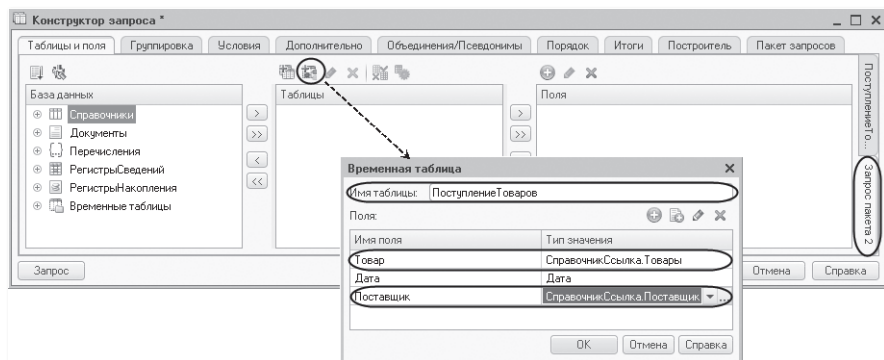 Конструктор запроса *
Таблицы и поля Группировка Условия Дополнительно Объединения/Псевдонимы Порядок Итоги Построитель Пакет запросов
База данных Таблицы Поля
Справочники
Документы
Перечисления
РегистрыСведений
РегистрыНакопления
Временные таблицы
ПоступлениеТо...
Запрос пакета 2
Запрос Отмена Справка
Временная таблица
Имя таблицы: ПоступлениеТоваров
Поля:
Имя поля Тип значения
Товар СправочникСсылка.Товары
Дата Дата
Поставщик СправочникСсылка.Поставщик
OK Отмена Справка